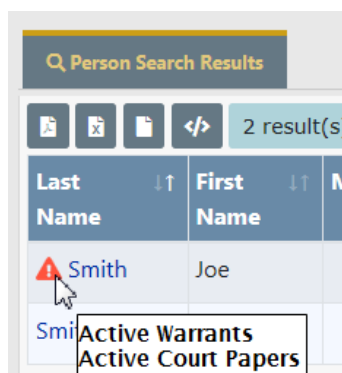 Person Search Results
2 result(s
Last Name
First Name
M
Smith
Joe
Smi
Active Warrants
Active Court Papers